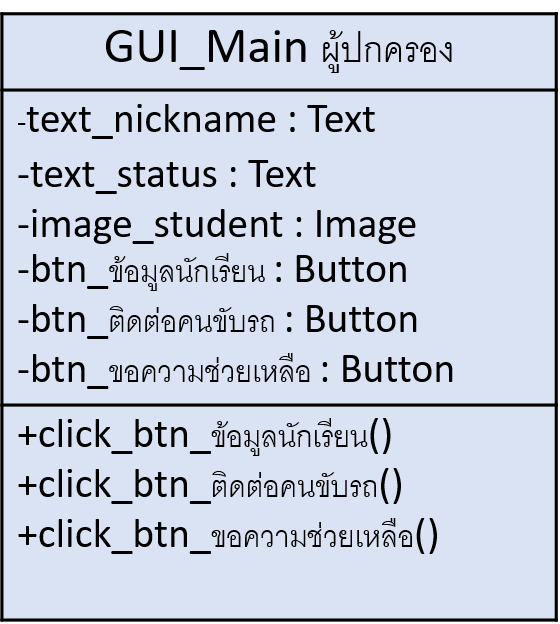 GUI_Main ผู้ปกครอง
-text_nickname : Text
-text_status : Text
-image_student : Image
-btn_ข้อมูลนักเรียน : Button
-btn_ติดต่อคนขับรถ : Button
-btn_ขอความช่วยเหลือ : Button
+click_btn_ข้อมูลนักเรียน()
+click_btn_ติดต่อคนขับรถ()
+click_btn_ขอความช่วยเหลือ()